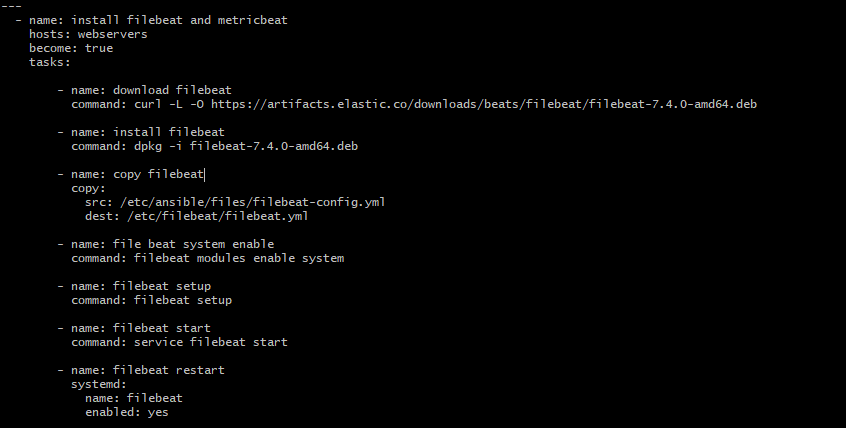 ---
  - name: install filebeat and metricbeat
    hosts: webservers
    become: true
    tasks:

        - name: download filebeat
          command: curl -L -O https://artifacts.elastic.co/downloads/beats/filebeat/filebeat-7.4.0-amd64.deb

        - name: install filebeat
          command: dpkg -i filebeat-7.4.0-amd64.deb

        - name: copy filebeat
          copy:
            src: /etc/ansible/files/filebeat-config.yml
            dest: /etc/filebeat/filebeat.yml

        - name: file beat system enable
          command: filebeat modules enable system

        - name: filebeat setup
          command: filebeat setup

        - name: filebeat start
          command: service filebeat start

        - name: filebeat restart
          systemd:
            name: filebeat
            enabled: yes